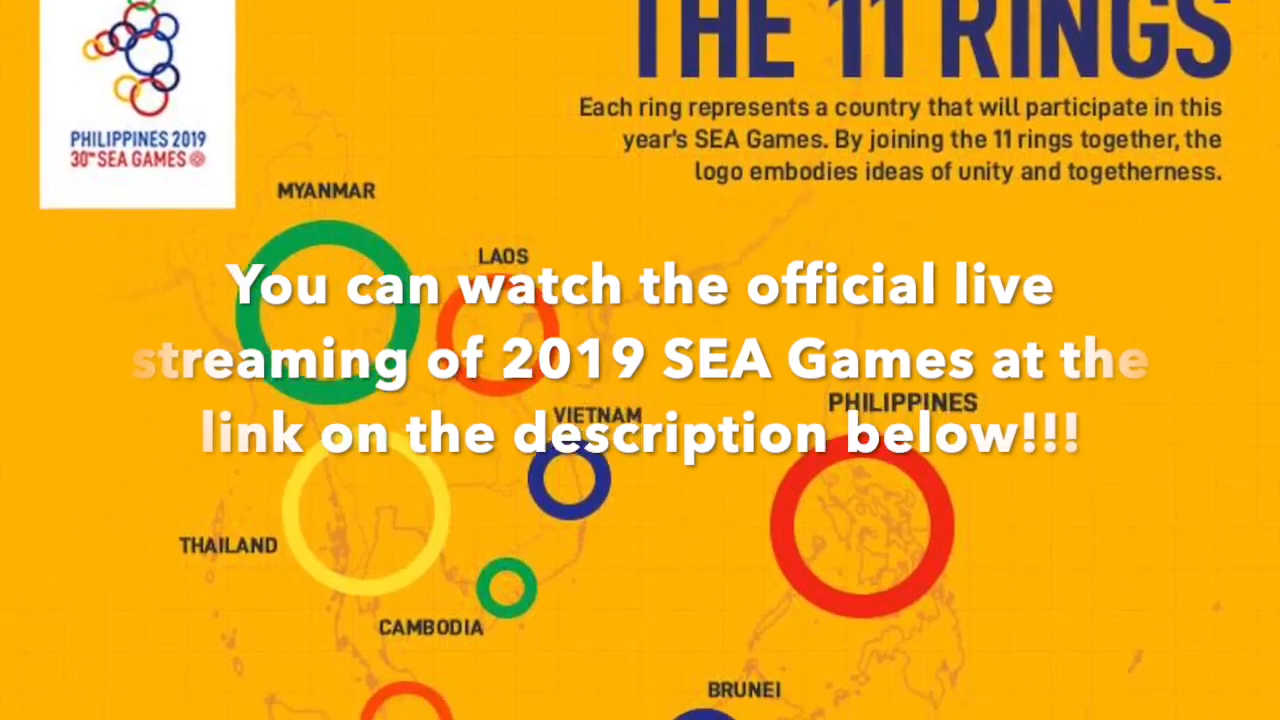 THE 11 RINGS
Each ring represents a country that will participate in this
year's SEA Games. By joining the 11 rings together, the
logo embodies ideas of unity and togetherness.
PHILIPPINES 2019
30TH SEA GAMES
MYANMAR
LAOS
You can watch the official live
streaming of 2019 SEA Games at the
link on the description below!!!
VIETNAM
PHILIPPINES
THAILAND
CAMBODIA
BRUNEI